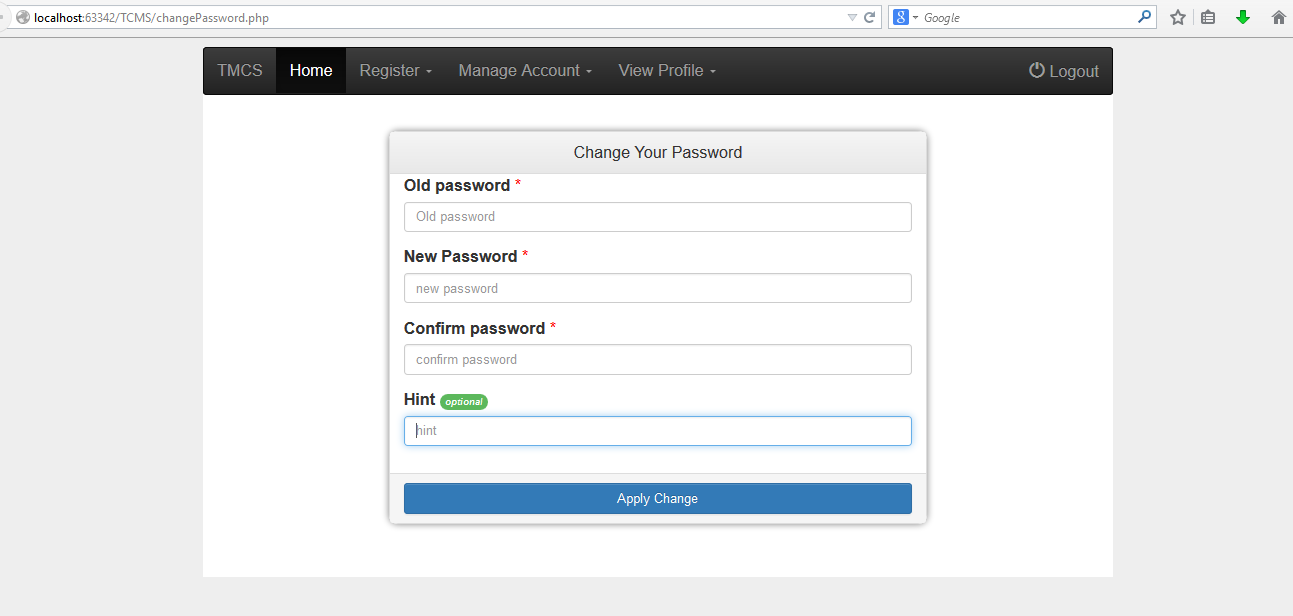 localhost:63342/TCMS/changePassword.php
8 Google
TMCS Home Register Manage Account View Profile Logout
Change Your Password
Old password *
Old password
New Password *
new password
Confirm password *
confirm password
Hint optional
hint
Apply Change